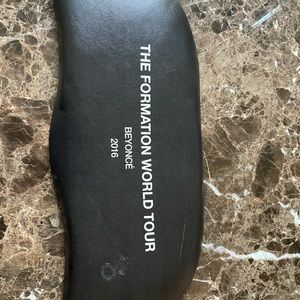 THE FORMATION WORLD TOUR
BEYONCÉ
2016